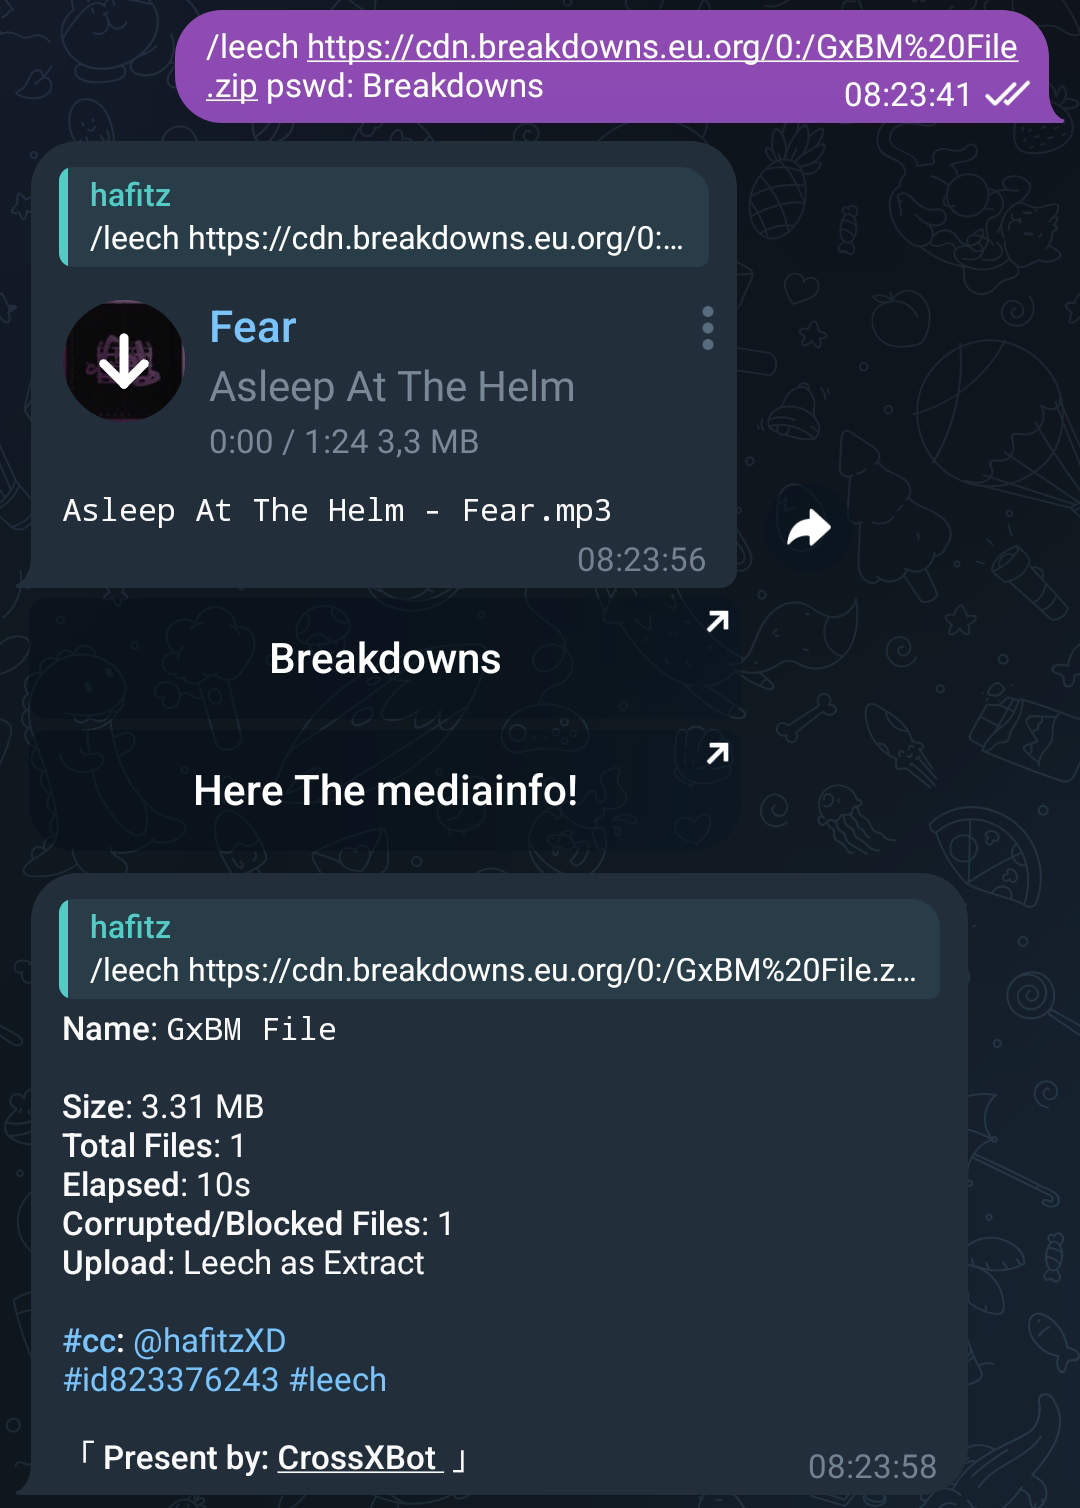 /leech https://cdn.breakdowns.eu.org/0:/GxBM%20File
.zip pswd: Breakdowns
08:23:41
hafitz
/leech https://cdn.breakdowns.eu.org/0:...
Fear
Asleep At The Helm
0:00 / 1:24 3,3 MB
Asleep At The Helm - Fear.mp3
08:23:56
Breakdowns
Here The mediainfo!
hafitz
/leech https://cdn.breakdowns.eu.org/0:/GxBM%20File.z...
Name: GxBM File
Size: 3.31 MB
Total Files: 1
Elapsed: 10s
Corrupted/Blocked Files: 1
Upload: Leech as Extract
#cc: @hafitzXD
#id823376243 #leech
「 Present by: CrossXBot 」
08:23:58